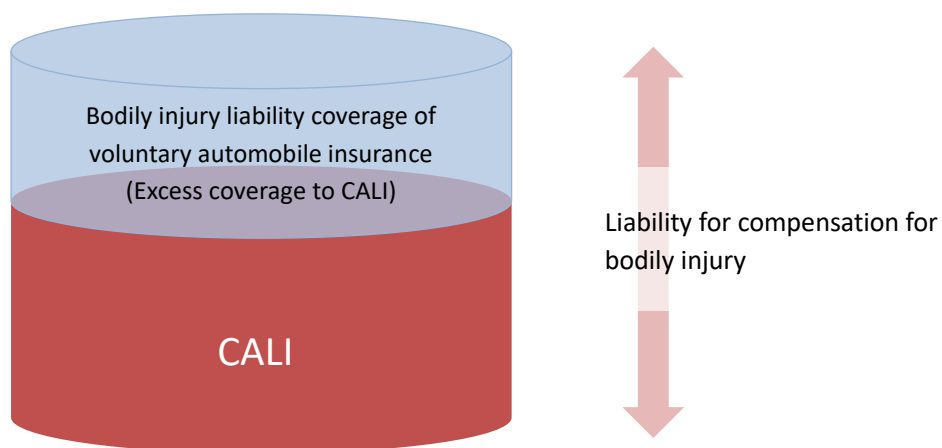 Bodily injury liability coverage of
voluntary automobile insurance
(Excess coverage to CALI)
Liability for compensation for
bodily injury
CALI